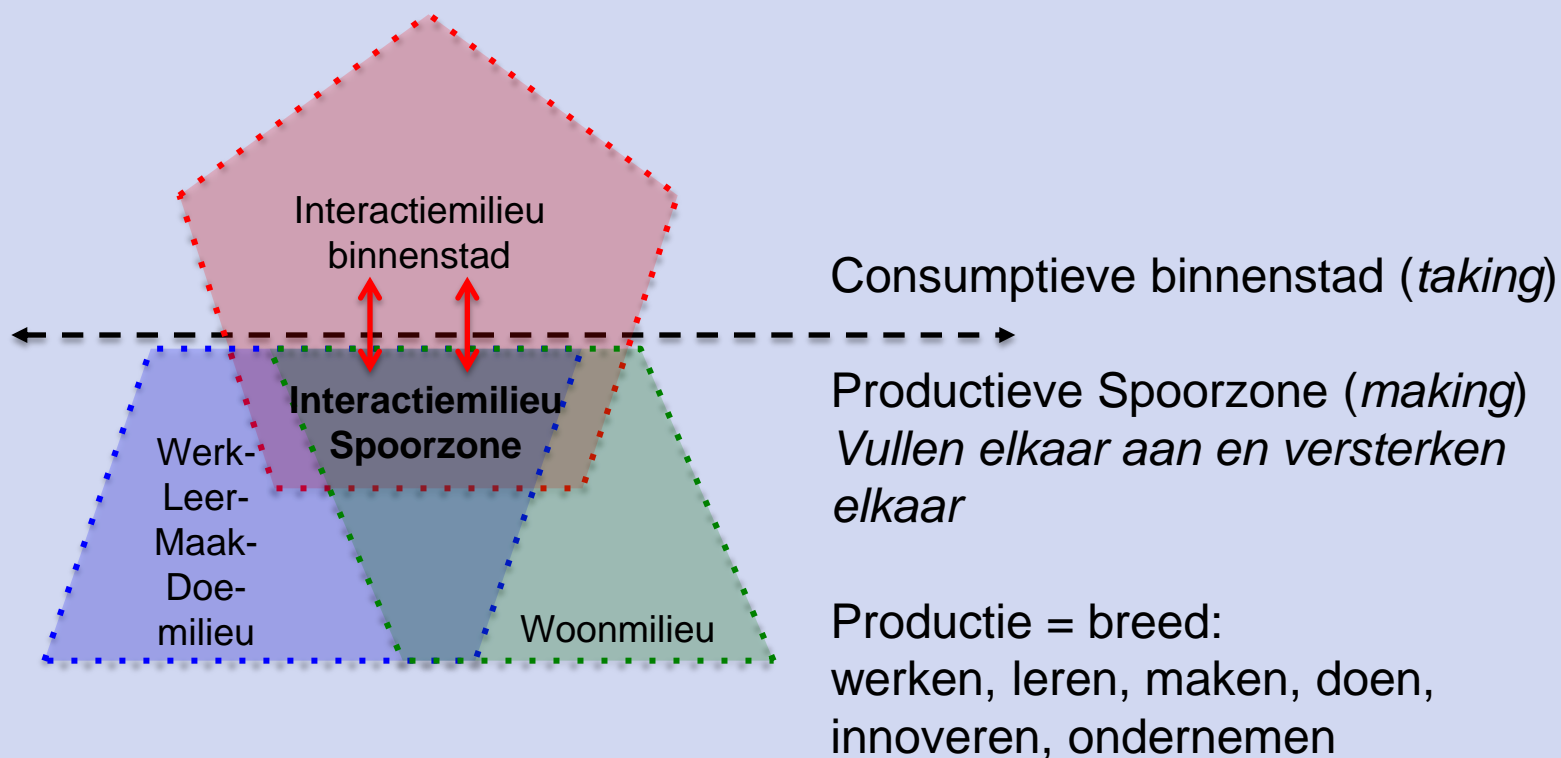 Interactiemilieu
binnenstad
Interactiemilieu
Spoorzone
Werk-
Leer-
Maak-
Doe-
milieu
Woonmilieu
Consumptieve binnenstad (taking)
Productieve Spoorzone (making)
Vullen elkaar aan en versterken
elkaar
Productie = breed:
werken, leren, maken, doen,
innoveren, ondernemen